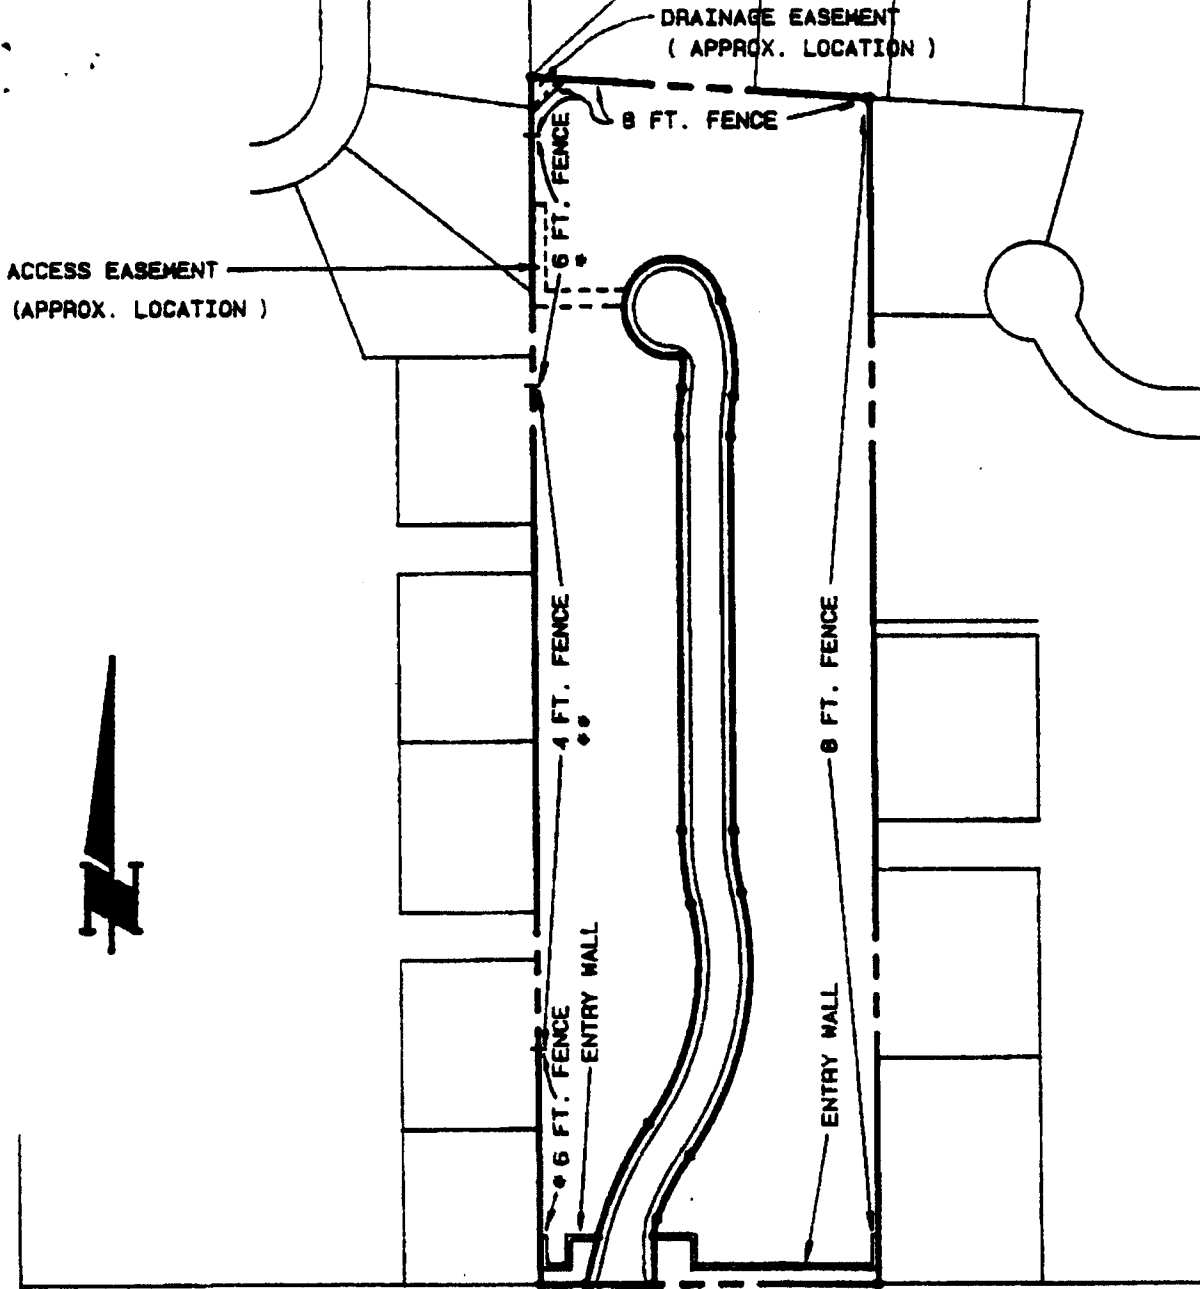 DRAINAGE EASEMENT
( APPROX. LOCATION )
8 FT. FENCE
6 FT. FENCE
*
ACCESS EASEMENT
(APPROX. LOCATION )
4 FT. FENCE
**
8 FT. FENCE
ENTRY WALL
* 6 FT. FENCE
ENTRY WALL
N